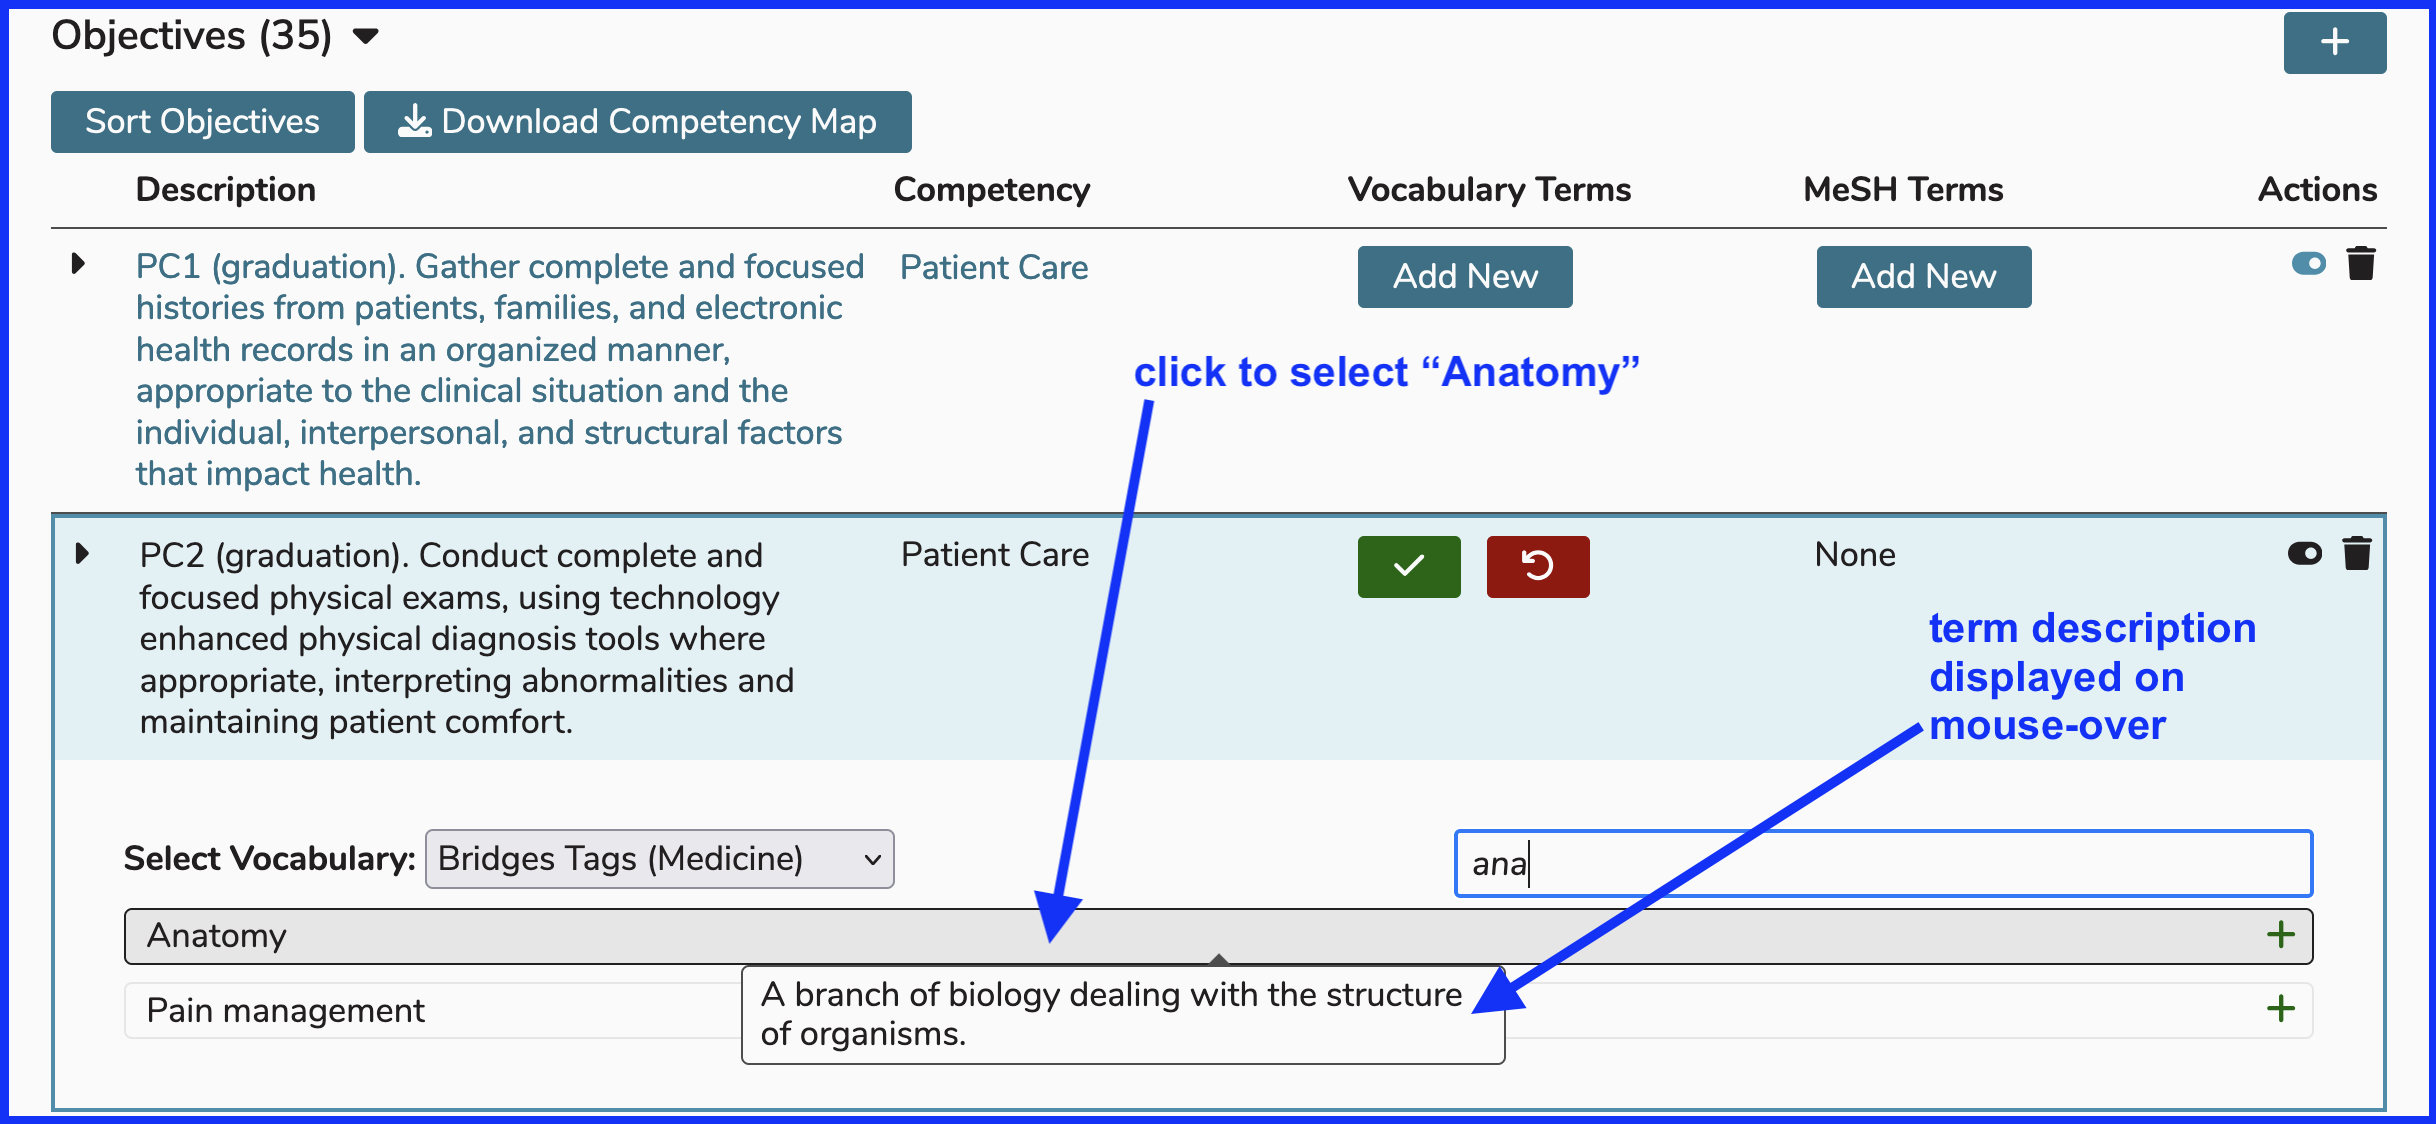 Objectives (35)
Sort Objectives
Download Competency Map
Description
Competency
Vocabulary Terms
MeSH Terms
Actions
PC1 (graduation). Gather complete and focused
histories from patients, families, and electronic
health records in an organized manner,
appropriate to the clinical situation and the
individual, interpersonal, and structural factors
that impact health.
Patient Care
Add New
Add New
click to select “Anatomy”
PC2 (graduation). Conduct complete and
focused physical exams, using technology
enhanced physical diagnosis tools where
appropriate, interpreting abnormalities and
maintaining patient comfort.
Patient Care
None
term description
displayed on
mouse-over
Select Vocabulary:
Bridges Tags (Medicine)
ana
Anatomy
A branch of biology dealing with the structure
of organisms.
Pain management